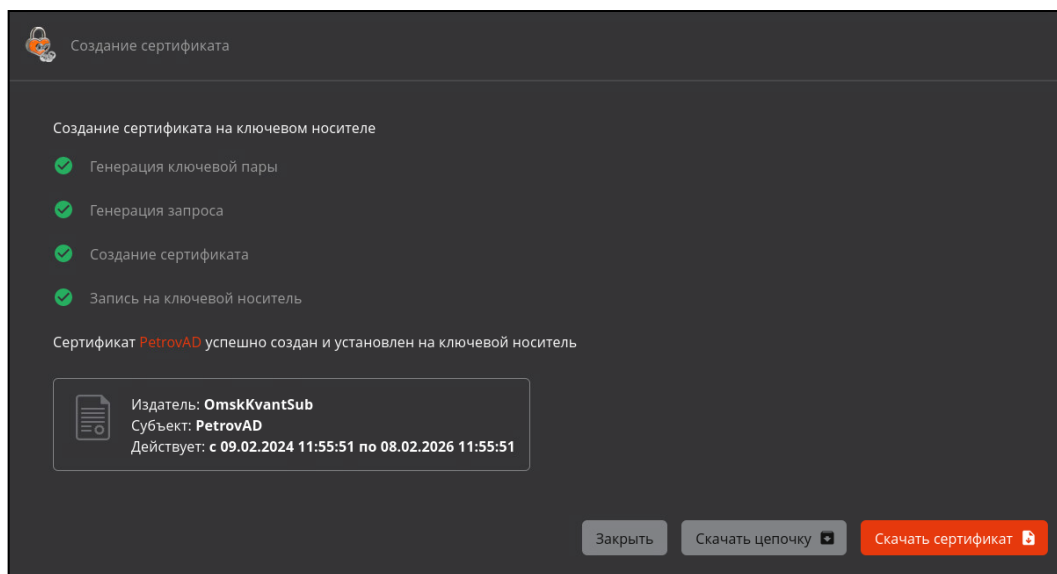 Создание сертификата
Создание сертификата на ключевом носителе
Генерация ключевой пары
Генерация запроса
Создание сертификата
Запись на ключевой носитель
Сертификат PetrovAD успешно создан и установлен на ключевой носитель
Издатель: OmskKvantSub
Субъект: PetrovAD
Действует: с 09.02.2024 11:55:51 по 08.02.2026 11:55:51
Закрыть Скачать цепочку Скачать сертификат